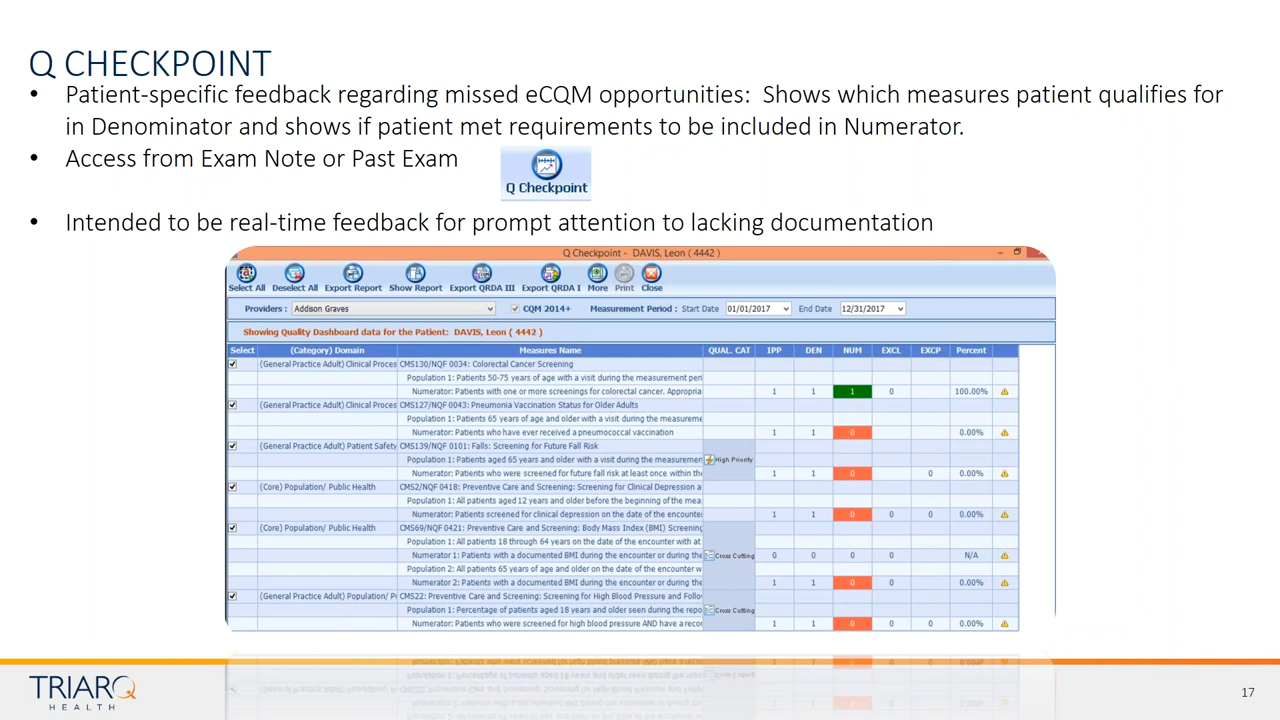 Q CHECKPOINT
• Patient-specific feedback regarding missed eCQM opportunities: Shows which measures patient qualifies for
in Denominator and shows if patient met requirements to be included in Numerator.
• Access from Exam Note or Past Exam
Q Checkpoint
• Intended to be real-time feedback for prompt attention to lacking documentation
Q Checkpoint - DAVIS, Leon ( 4442 )
Select All Deselect All Export Report Show Report Export QRDA III Export QRDA I More Print Close
Providers : Addison Graves CQM 2014+ Measurement Period : Start Date 01/01/2017 End Date 12/31/2017
Showing Quality Dashboard data for the Patient: DAVIS, Leon ( 4442 )
Select (Category) Domain Measures Name QUAL. CAT IPP DEN NUM EXCL EXCP Percent
(General Practice Adult) Clinical Proces CMS130/NQF 0034: Colorectal Cancer Screening
Population 1: Patients 50-75 years of age with a visit during the measurement peri
Numerator: Patients with one or more screenings for colorectal cancer. Appropria 1 1 1 0 100.00%
(General Practice Adult) Clinical Proces CMS127/NQF 0043: Pneumonia Vaccination Status for Older Adults
Population 1: Patients 65 years of age and older with a visit during the measureme
Numerator: Patients who have ever received a pneumococcal vaccination 1 1 0 0.00%
(General Practice Adult) Patient Safety CMS139/NQF 0101: Falls: Screening for Future Fall Risk
Population 1: Patients aged 65 years and older with a visit during the measuremen High Priority
Numerator: Patients who were screened for future fall risk at least once within the 1 1 0 0 0.00%
(Core) Population/ Public Health CMS2/NQF 0418: Preventive Care and Screening: Screening for Clinical Depression a
Population 1: All patients aged 12 years and older before the beginning of the mea
Numerator: Patients screened for clinical depression on the date of the encounte 1 1 0 0 0 0.00%
(Core) Population/ Public Health CMS69/NQF 0421: Preventive Care and Screening: Body Mass Index (BMI) Screening
Population 1: All patients 18 through 64 years on the date of the encounter with at
Numerator 1: Patients with a documented BMI during the encounter or during the Cross Cutting 0 0 0 0 N/A
Population 2: All patients 65 years of age and older on the date of the encounter w
Numerator 2: Patients with a documented BMI during the encounter or during the 1 1 0 0 0.00%
(General Practice Adult) Population/ P CMS22: Preventive Care and Screening: Screening for High Blood Pressure and Follo
Population 1: Percentage of patients aged 18 years and older seen during the repo Cross Cutting
Numerator: Patients who were screened for high blood pressure AND have a recor 1 1 0 0 0 0.00%
TRIARQ
HEALTH
17